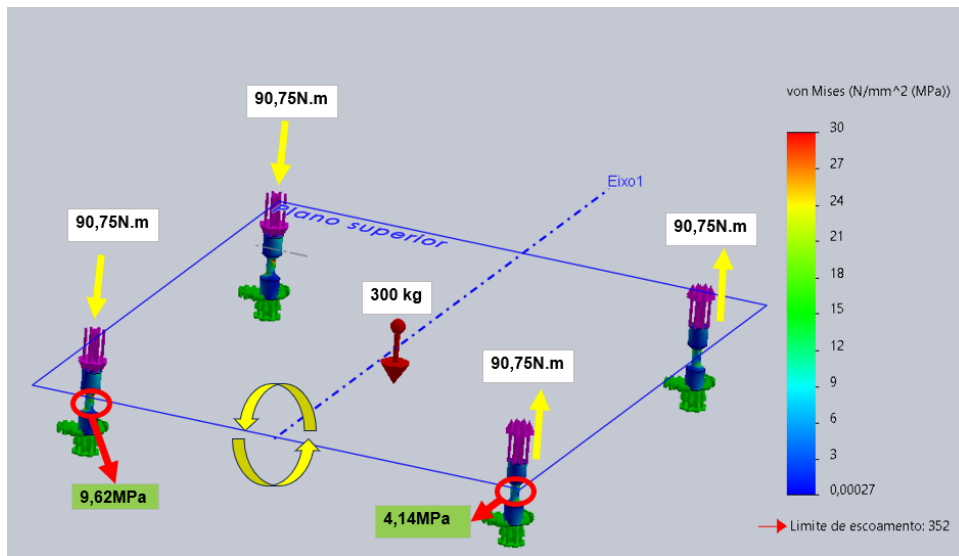 von Mises (N/mm^2 (MPa))
30
27
24
21
18
15
12
9
6
3
0,00027
Limite de escoamento: 352
90,75N.m
90,75N.m
90,75N.m
90,75N.m
Eixo1
Plano superior
300 kg
9,62MPa
4,14MPa